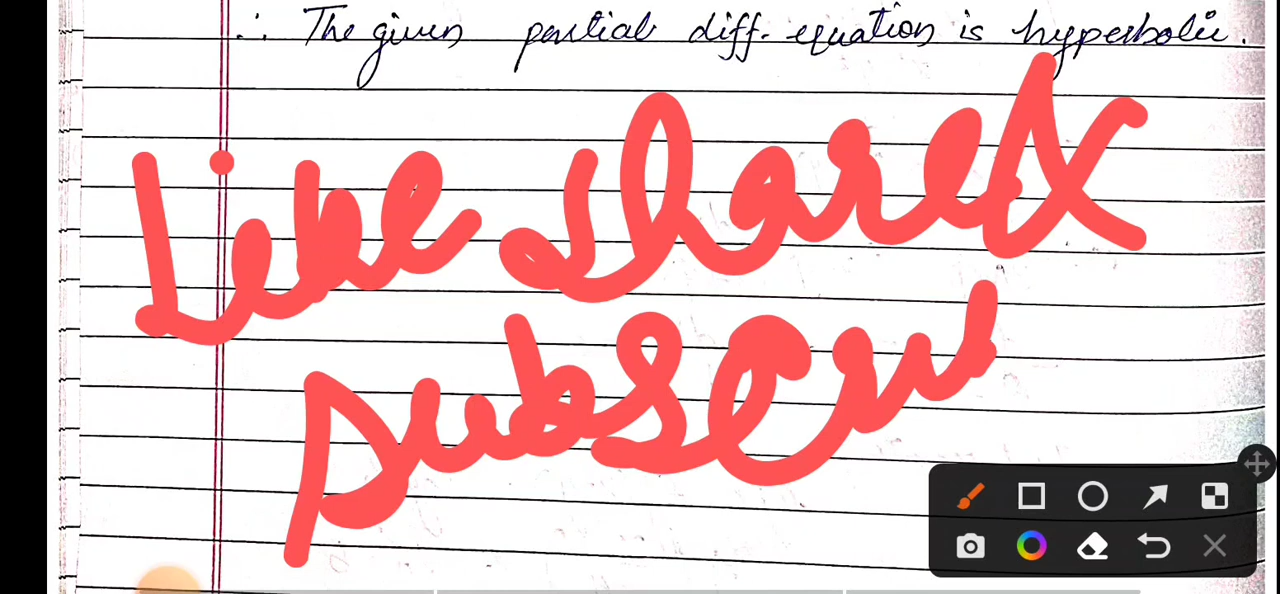 ∴ The given partial diff. equation is hyperbolic.
Like share &
subscri